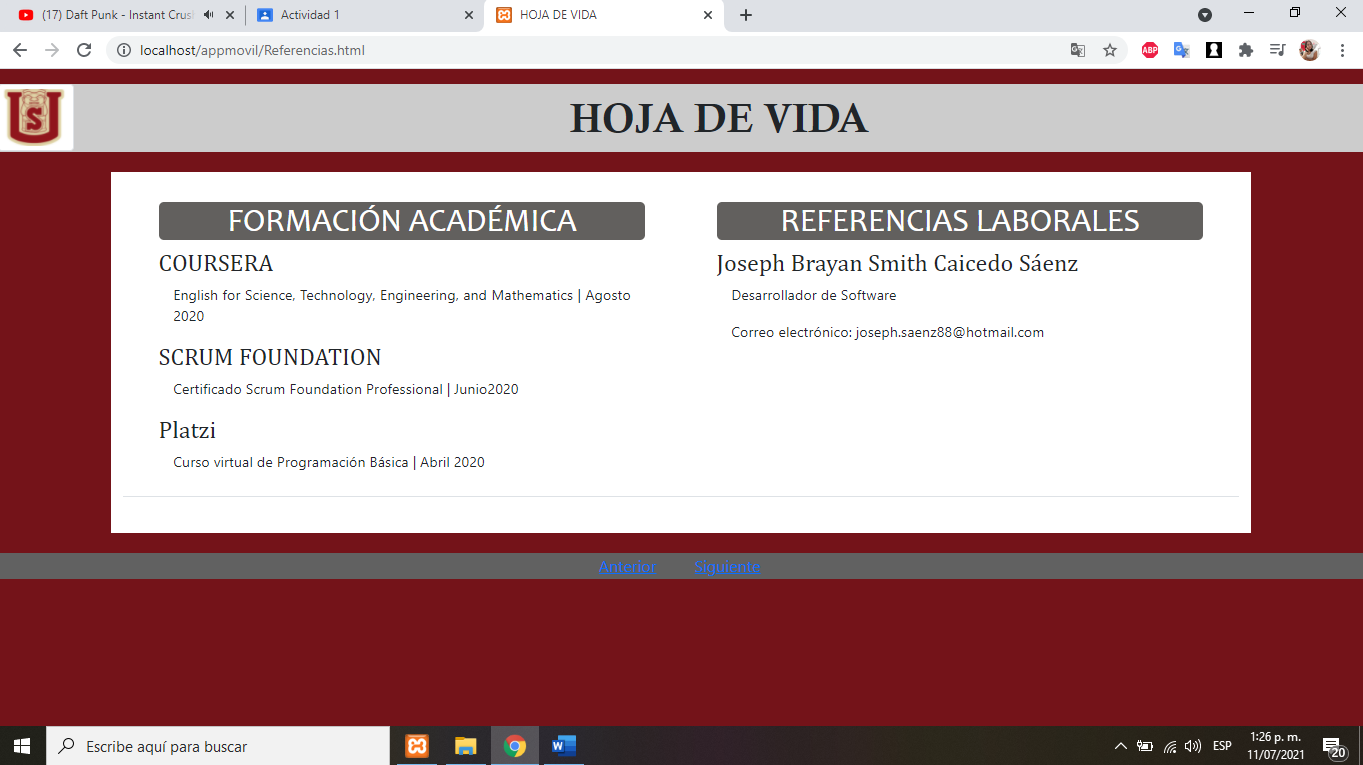 (17) Daft Punk - Instant Crus
Actividad 1
HOJA DE VIDA
localhost/appmovil/Referencias.html
ABP
US
HOJA DE VIDA
FORMACIÓN ACADÉMICA
COURSERA
English for Science, Technology, Engineering, and Mathematics | Agosto
2020
SCRUM FOUNDATION
Certificado Scrum Foundation Professional | Junio2020
Platzi
Curso virtual de Programación Básica | Abril 2020
REFERENCIAS LABORALES
Joseph Brayan Smith Caicedo Sáenz
Desarrollador de Software
Correo electrónico: joseph.saenz88@hotmail.com
Anterior Siguiente
Escribe aquí para buscar
ESP
1:26 p. m.
11/07/2021
20